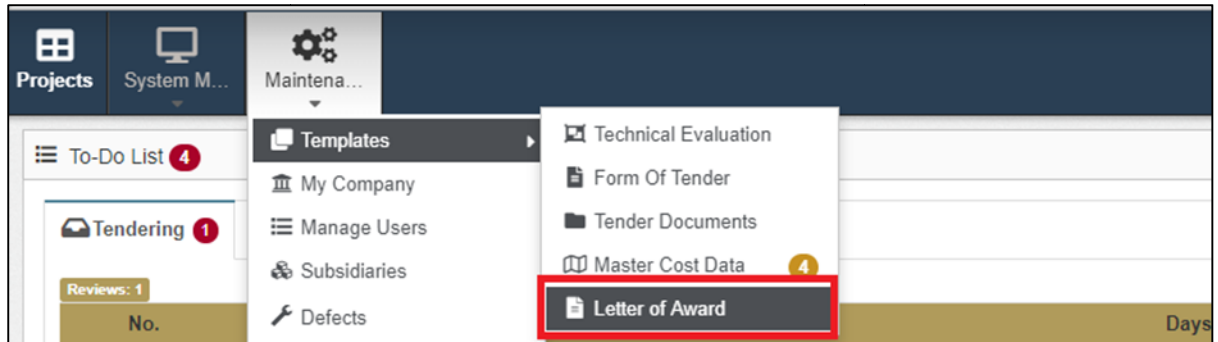 Projects
System M...
Maintena...
To-Do List 4
Templates
Technical Evaluation
My Company
Form Of Tender
Tendering 1
Manage Users
Tender Documents
Subsidiaries
Master Cost Data 4
Reviews: 1
Defects
Letter of Award
No.
Days